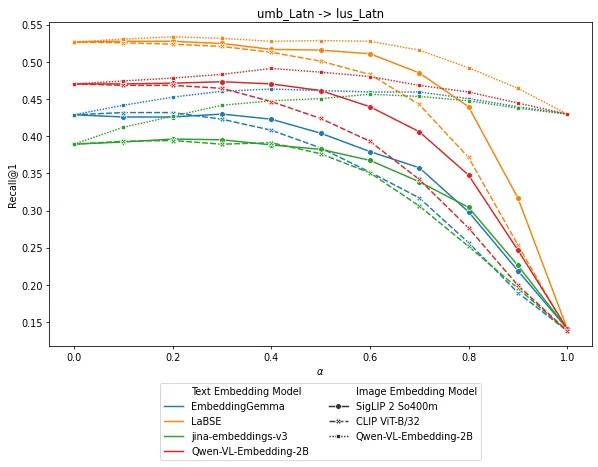 umb_Latn -> lus_Latn
0.55
0.50
0.45
0.40
0.35
0.30
0.25
0.20
0.15
Recall@1
0.0 0.2 0.4 0.6 0.8 1.0
α
Text Embedding Model Image Embedding Model
EmbeddingGemma SigLIP 2 So400m
LaBSE CLIP ViT-B/32
jina-embeddings-v3 Qwen-VL-Embedding-2B
Qwen-VL-Embedding-2B